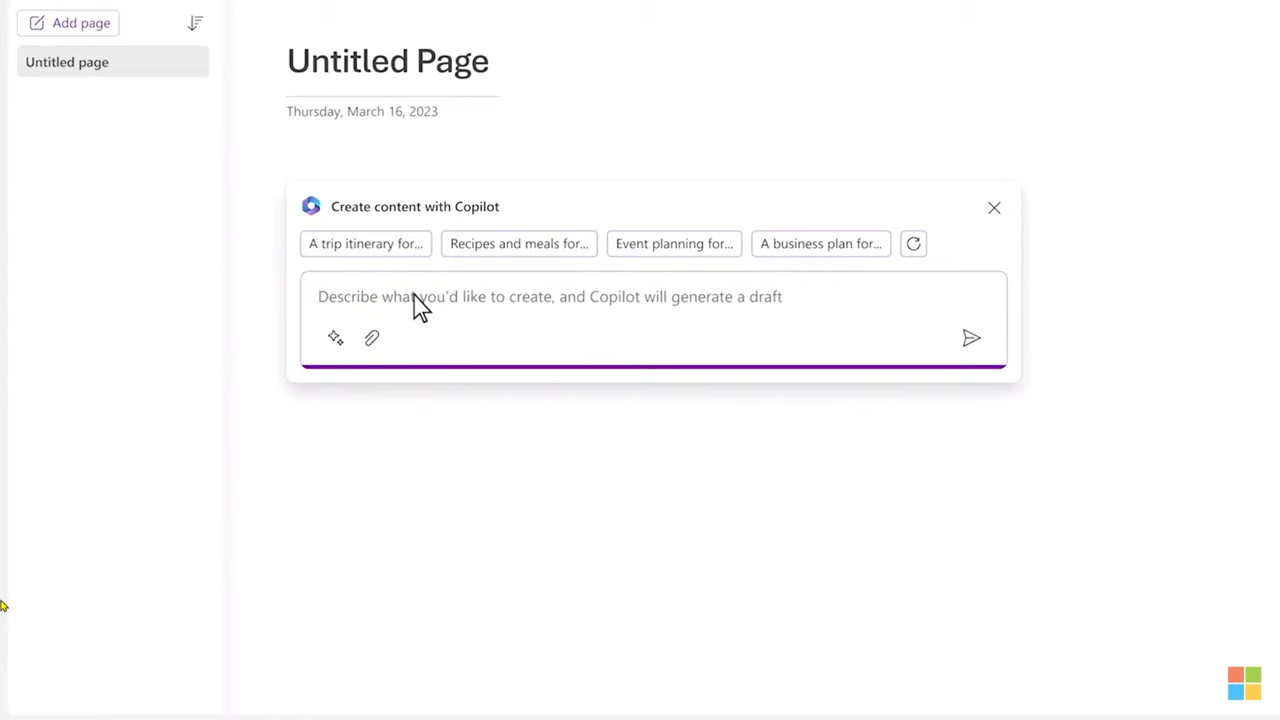 Add page
Untitled page
Untitled Page
Thursday, March 16, 2023
Create content with Copilot
A trip itinerary for... Recipes and meals for... Event planning for... A business plan for...
Describe what you'd like to create, and Copilot will generate a draft